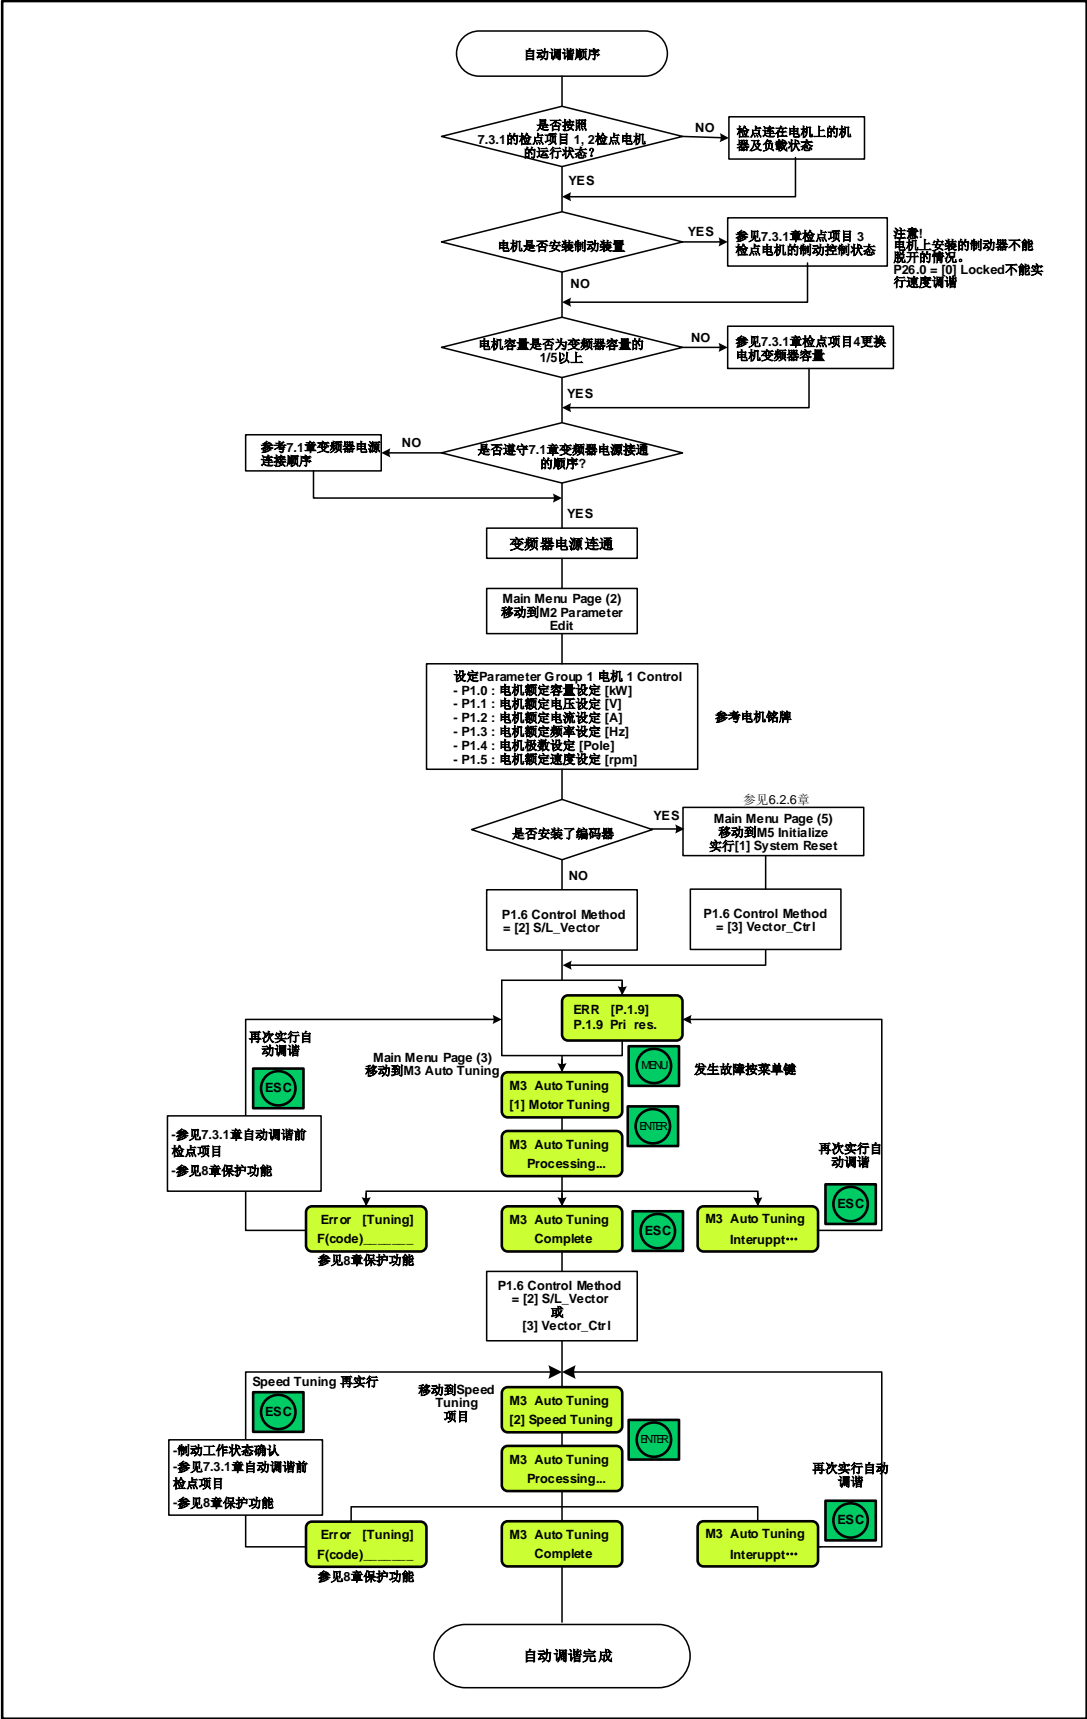 自动调谐顺序
是否按照
7.3.1的检点项目 1, 2检点电机
的运行状态?
NO
检点连在电机上的机
器及负载状态
YES
电机是否安装制动装置
YES
参见7.3.1章检点项目 3
检点电机的制动控制状态
注意!
电机上安装的制动器不能
脱开的情况。
P26.0 = [0] Locked不能实
行速度调谐
NO
电机容量是否为变频器容量的
1/5以上
NO
参见7.3.1章检点项目4更换
电机变频器容量
YES
是否遵守7.1章变频器电源接通
的顺序?
NO
参考7.1章变频器电源
连接顺序
YES
变频器电源连通
Main Menu Page (2)
移动到M2 Parameter
Edit
设定Parameter Group 1 电机 1 Control
- P1.0 : 电机额定容量设定 [kW]
- P1.1 : 电机额定电压设定 [V]
- P1.2 : 电机额定电流设定 [A]
- P1.3 : 电机额定频率设定 [Hz]
- P1.4 : 电机极数设定 [Pole]
- P1.5 : 电机额定速度设定 [rpm]
参考电机铭牌
是否安装了编码器
YES
参见6.2.6章
Main Menu Page (5)
移动到M5 Initialize
实行[1] System Reset
NO
P1.6 Control Method
= [2] S/L_Vector
P1.6 Control Method
= [3] Vector_Ctrl
ERR [P.1.9]
P.1.9 Pri res.
再次实行自
动调谐
ESC
Main Menu Page (3)
移动到M3 Auto Tuning
MENU
发生故障按菜单键
M3 Auto Tuning
[1] Motor Tuning
ENTER
-参见7.3.1章自动调谐前
检点项目
-参见8章保护功能
M3 Auto Tuning
Processing...
再次实行自
动调谐
ESC
Error [Tuning]
F(code)_______
参见8章保护功能
M3 Auto Tuning
Complete
ESC
M3 Auto Tuning
Interuppt···
P1.6 Control Method
= [2] S/L_Vector
或
[3] Vector_Ctrl
Speed Tuning 再实行
ESC
移动到Speed
Tuning
项目
M3 Auto Tuning
[2] Speed Tuning
ENTER
-制动工作状态确认
-参见7.3.1章自动调谐前
检点项目
-参见8章保护功能
M3 Auto Tuning
Processing...
再次实行自动
调谐
ESC
Error [Tuning]
F(code)_______
参见8章保护功能
M3 Auto Tuning
Complete
M3 Auto Tuning
Interuppt···
自动调谐完成